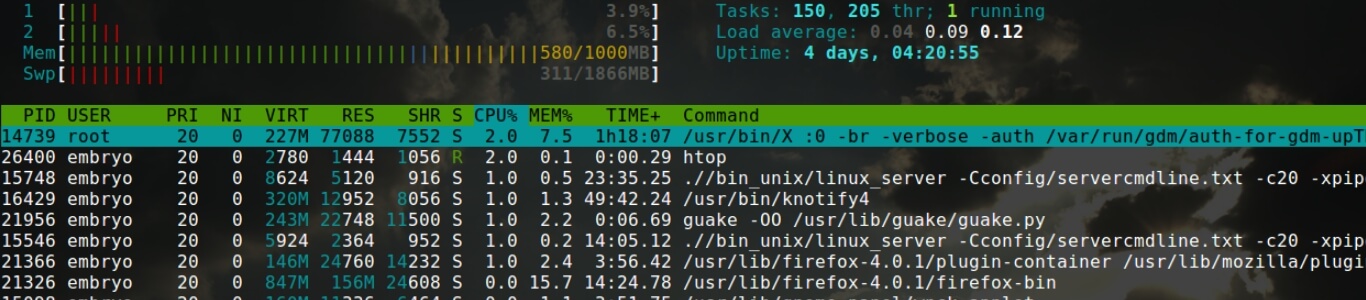 1 [||| 3.9%] Tasks: 150, 205 thr; 1 running
2 [||||| 6.5%] Load average: 0.04 0.09 0.12
Mem[||||||||||||||||||||||||||||||||||||||||||580/1000MB] Uptime: 4 days, 04:20:55
Swp[||||||||| 311/1866MB]
PID USER PRI NI VIRT RES SHR S CPU% MEM% TIME+ Command
14739 root 20 0 227M 77088 7552 S 2.0 7.5 1h18:07 /usr/bin/X :0 -br -verbose -auth /var/run/gdm/auth-for-gdm-upT
26400 embryo 20 0 2780 1444 1056 R 2.0 0.1 0:00.29 htop
15748 embryo 20 0 8624 5120 916 S 1.0 0.5 23:35.25 .//bin_unix/linux_server -Cconfig/servercmdline.txt -c20 -xpip
16429 embryo 20 0 320M 12952 8056 S 1.0 1.3 49:42.24 /usr/bin/knotify4
21956 embryo 20 0 243M 22748 11500 S 1.0 2.2 0:06.69 guake -OO /usr/lib/guake/guake.py
15546 embryo 20 0 5924 2364 952 S 1.0 0.2 14:05.12 .//bin_unix/linux_server -Cconfig/servercmdline.txt -c20 -xpip
21366 embryo 20 0 146M 24760 14232 S 1.0 2.4 3:56.42 /usr/lib/firefox-4.0.1/plugin-container /usr/lib/mozilla/plugi
21326 embryo 20 0 847M 156M 24608 S 0.0 15.7 14:24.78 /usr/lib/firefox-4.0.1/firefox-bin